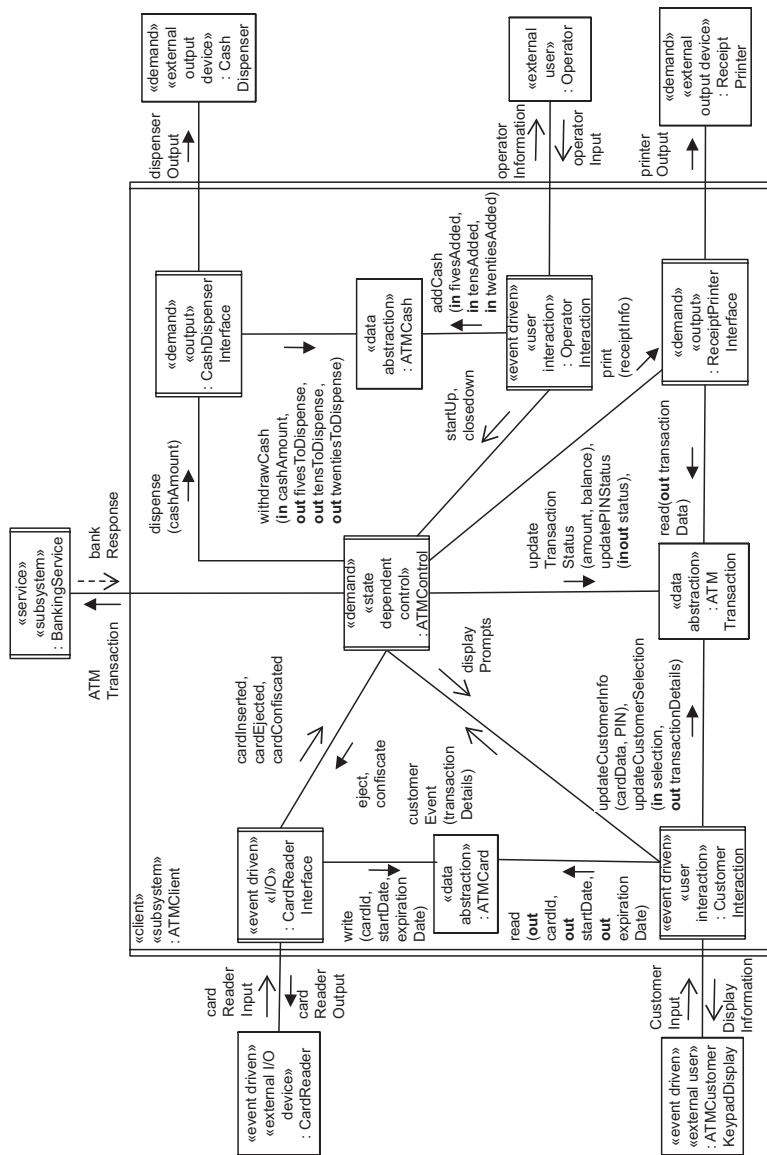 «service»
«subsystem»
: BankingService
ATM
Transaction
bank
Response
«client»
«subsystem»
: ATMClient
«event driven»
«external I/O
device»
: CardReader
card
Reader
Input
card
Reader
Output
«event driven»
«I/O»
: CardReader
Interface
cardInserted,
cardEjected,
cardConfiscated
eject,
confiscate
dispense
(cashAmount)
«demand»
«output»
: CashDispenser
Interface
dispenser
Output
«demand»
«external
output
device»
: Cash
Dispenser
write
(cardId,
startDate,
expiration
Date)
customer
Event
(transaction
Details)
«demand»
«state
dependent
control»
: ATMControl
withdrawCash
(in cashAmount,
out fivesToDispense,
out tensToDispense,
out twentiesToDispense)
«data
abstraction»
: ATMCard
display
Prompts
«data
abstraction»
: ATMCash
addCash
(in fivesAdded,
in tensAdded,
in twentiesAdded)
read
(out
cardId,
out
startDate,
out
expiration
Date)
startUp,
closedown
«event driven»
«user
interaction»
: Operator
Interaction
operator
Information
operator
Input
«external
user»
: Operator
update
Transaction
Status
(amount, balance),
updatePINStatus
(inout status),
print
(receiptInfo)
«event driven»
«external user»
: ATMCustomer
KeypadDisplay
Customer
Input
Display
Information
«event driven»
«user
interaction»
: Customer
Interaction
updateCustomerInfo
(cardData, PIN),
updateCustomerSelection
(in selection,
out transactionDetails)
«data
abstraction»
: ATM
Transaction
read(out transaction
Data)
«demand»
«output»
: ReceiptPrinter
Interface
printer
Output
«demand»
«external
output device»
: Receipt
Printer